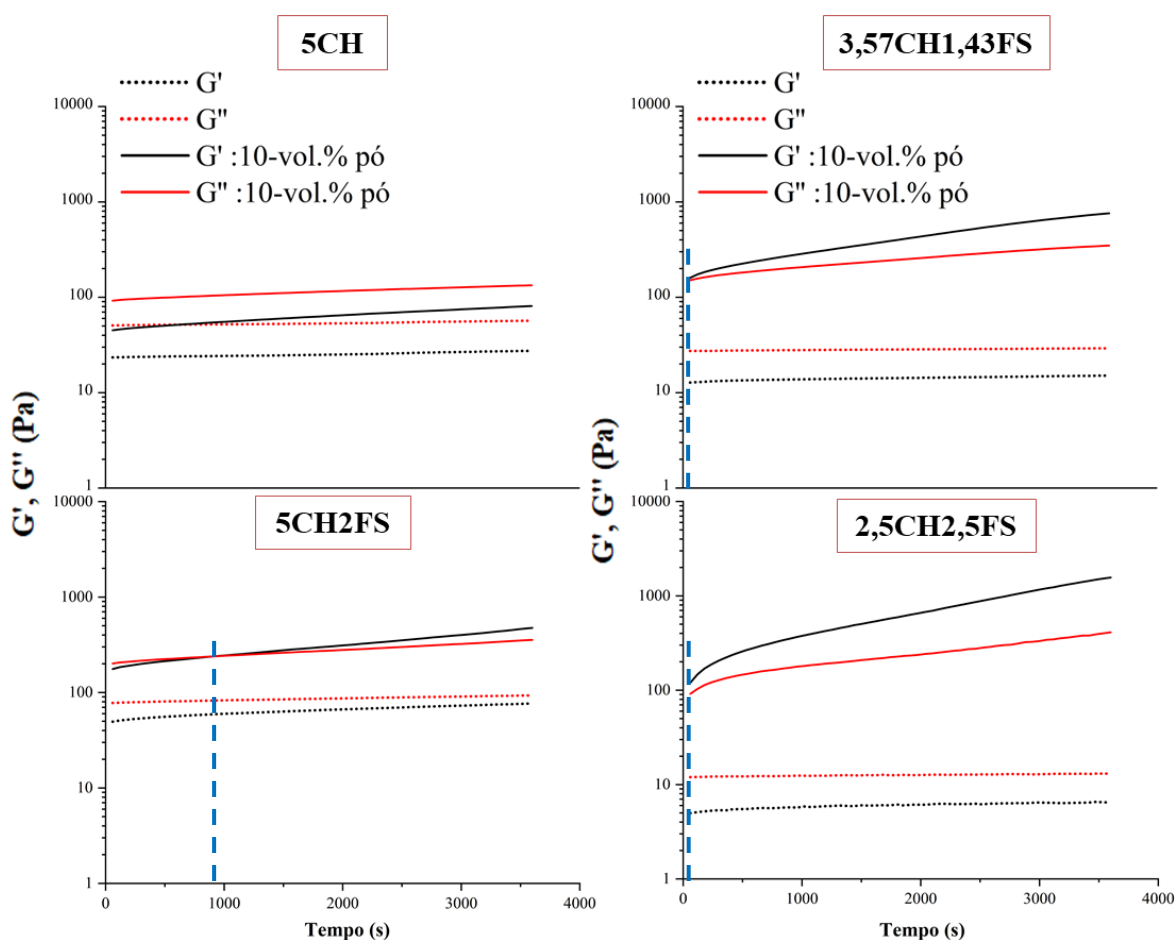 5CH
G'
G''
G' :10-vol.% pó
G'' :10-vol.% pó
10000
1000
100
10
1
3,57CH1,43FS
G'
G''
G' :10-vol.% pó
G'' :10-vol.% pó
10000
1000
100
10
1
G', G'' (Pa)
G', G'' (Pa)
5CH2FS
10000
1000
100
10
1
0 1000 2000 3000 4000
Tempo (s)
2,5CH2,5FS
10000
1000
100
10
1
0 1000 2000 3000 4000
Tempo (s)